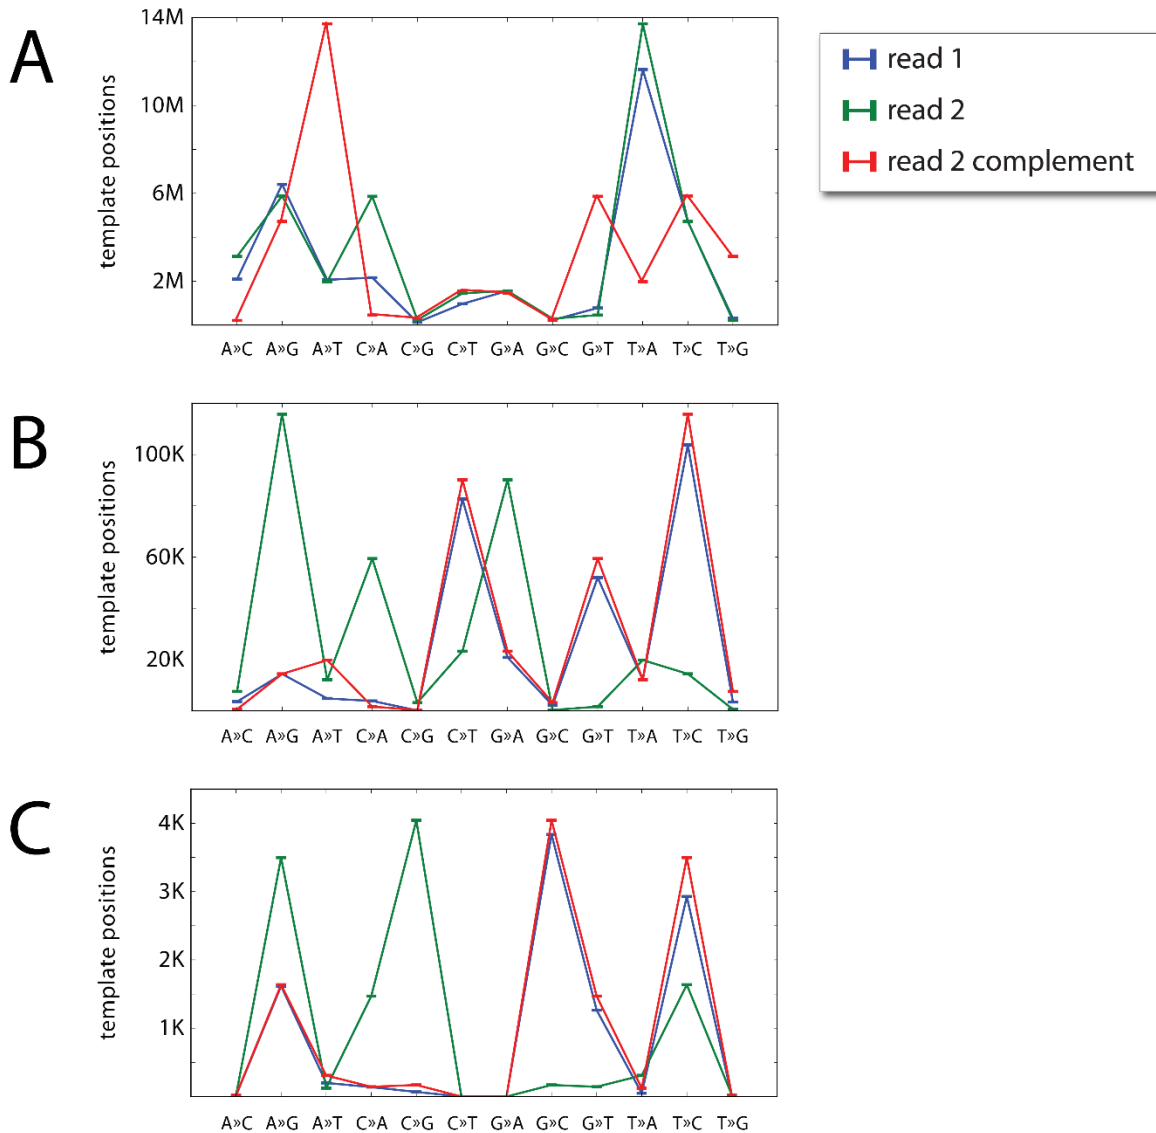 A
14M
10M
6M
2M
template positions
A»C A»G A»T C»A C»G C»T G»A G»C G»T T»A T»C T»G
read 1
read 2
read 2 complement
B
100K
60K
20K
template positions
A»C A»G A»T C»A C»G C»T G»A G»C G»T T»A T»C T»G
C
4K
3K
2K
1K
template positions
A»C A»G A»T C»A C»G C»T G»A G»C G»T T»A T»C T»G